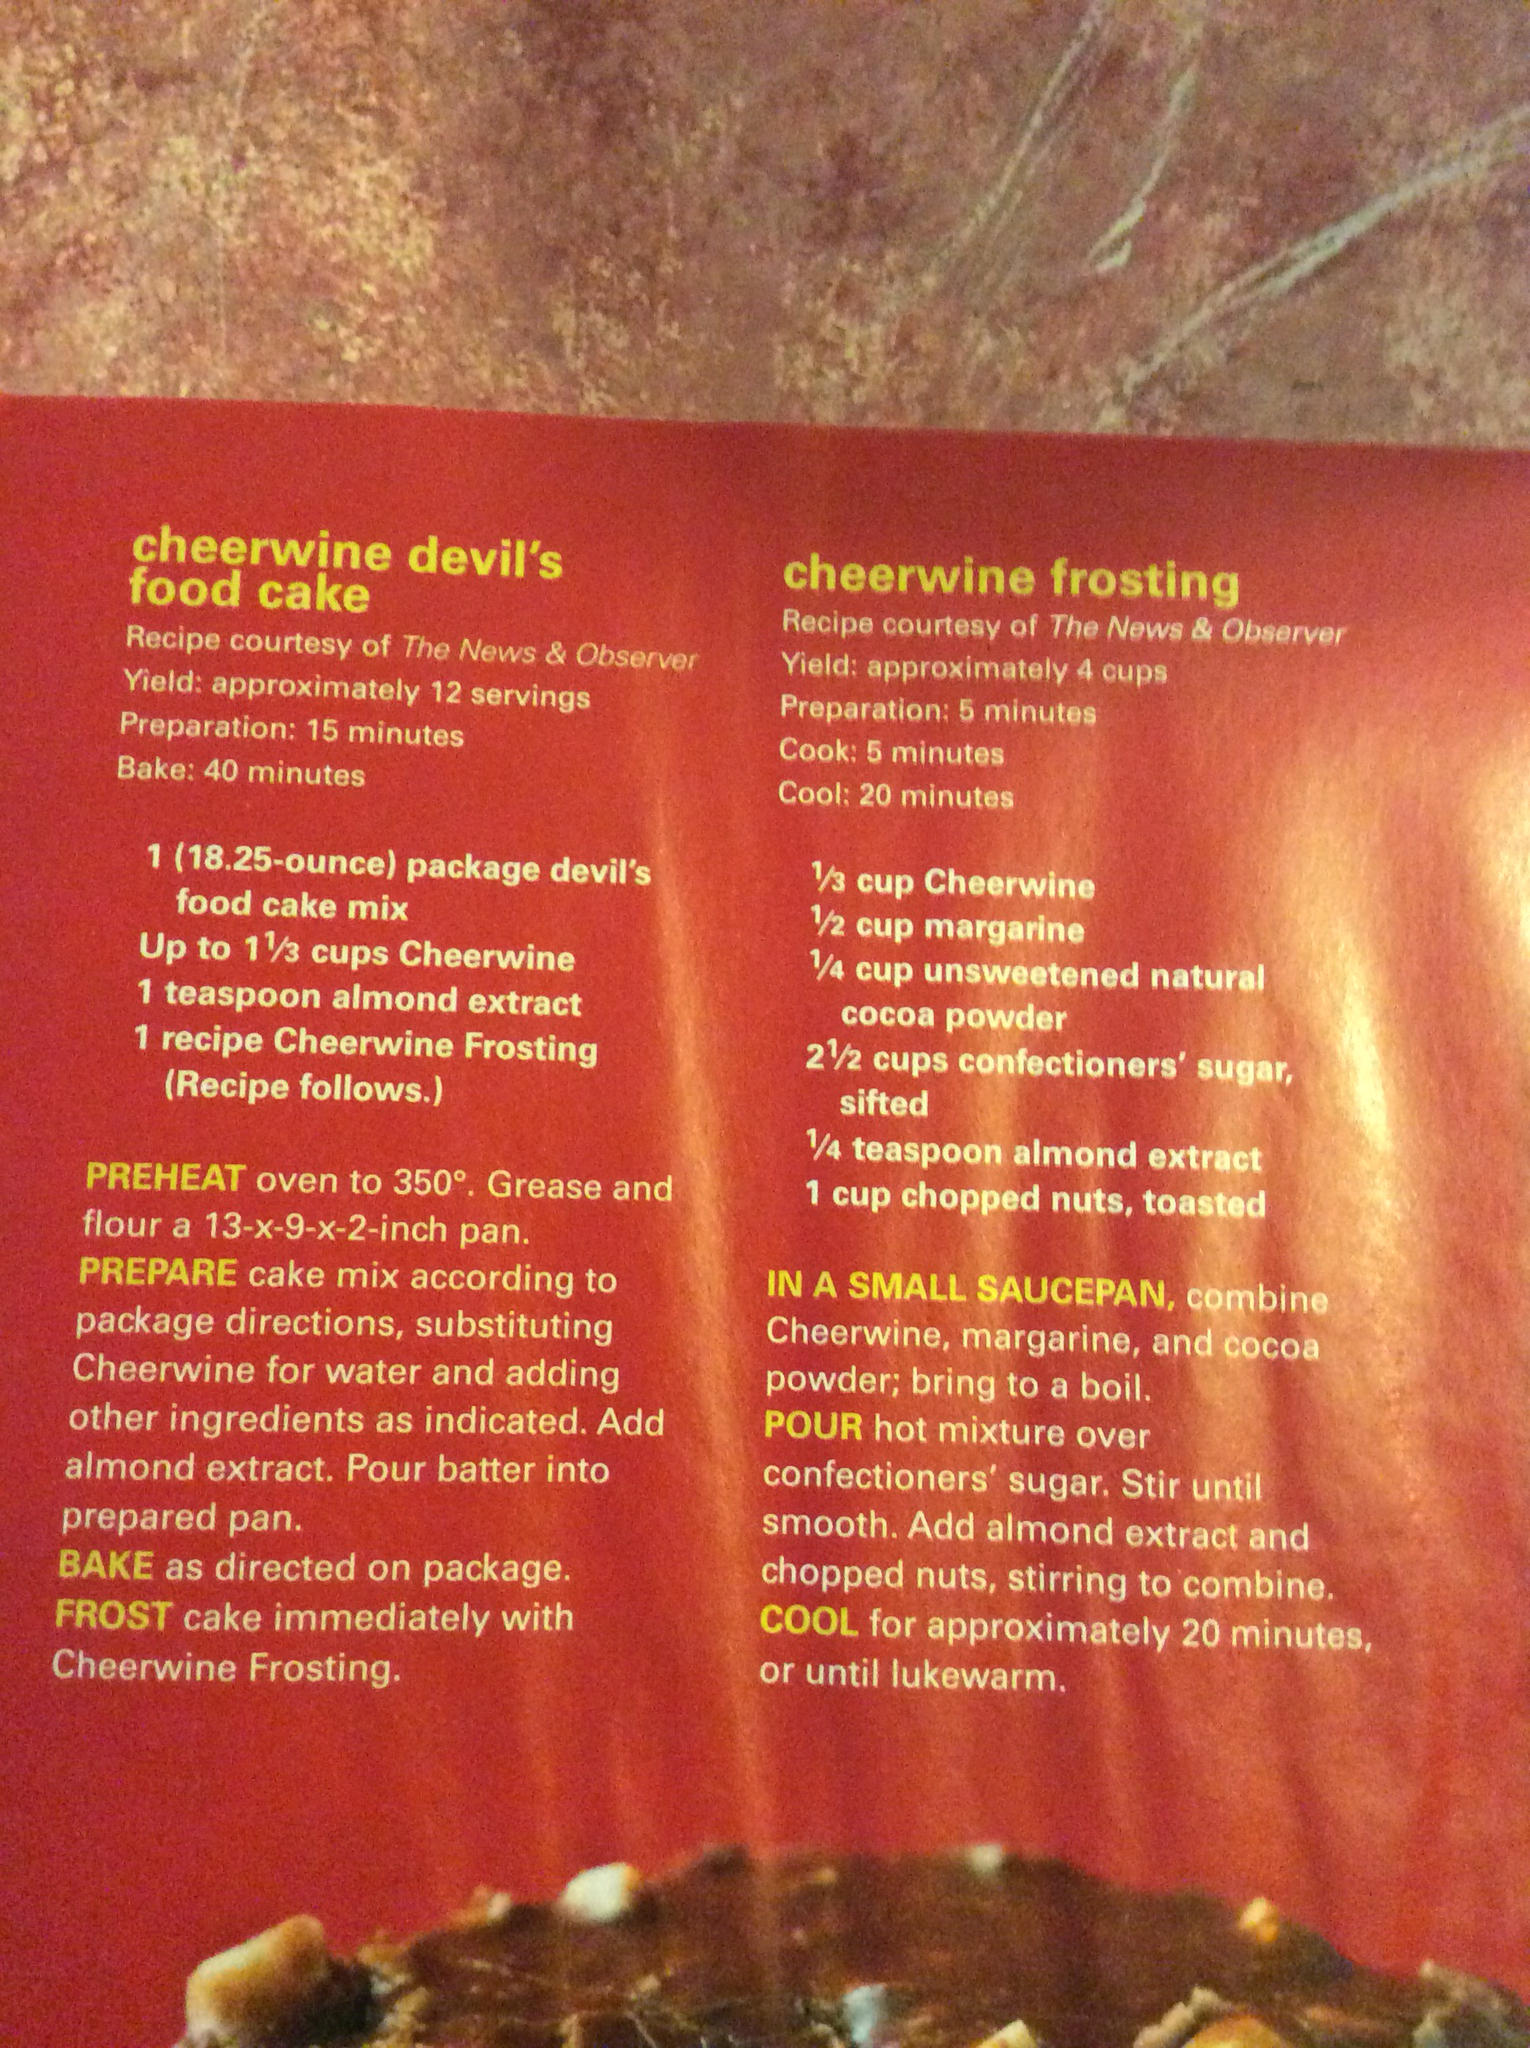 cheerwine devil's
food cake
Recipe courtesy of The News & Observer
Yield: approximately 12 servings
Preparation: 15 minutes
Bake: 40 minutes
1 (18.25-ounce) package devil's
food cake mix
Up to 1 1/3 cups Cheerwine
1 teaspoon almond extract
1 recipe Cheerwine Frosting
(Recipe follows.)
PREHEAT oven to 350°. Grease and
flour a 13-x-9-x-2-inch pan.
PREPARE cake mix according to
package directions, substituting
Cheerwine for water and adding
other ingredients as indicated. Add
almond extract. Pour batter into
prepared pan.
BAKE as directed on package.
FROST cake immediately with
Cheerwine Frosting.
cheerwine frosting
Recipe courtesy of The News & Observer
Yield: approximately 4 cups
Preparation: 5 minutes
Cook: 5 minutes
Cool: 20 minutes
1/3 cup Cheerwine
1/2 cup margarine
1/4 cup unsweetened natural
cocoa powder
2 1/2 cups confectioners' sugar,
sifted
1/4 teaspoon almond extract
1 cup chopped nuts, toasted
IN A SMALL SAUCEPAN, combine
Cheerwine, margarine, and cocoa
powder; bring to a boil.
POUR hot mixture over
confectioners' sugar. Stir until
smooth. Add almond extract and
chopped nuts, stirring to combine.
COOL for approximately 20 minutes,
or until lukewarm.